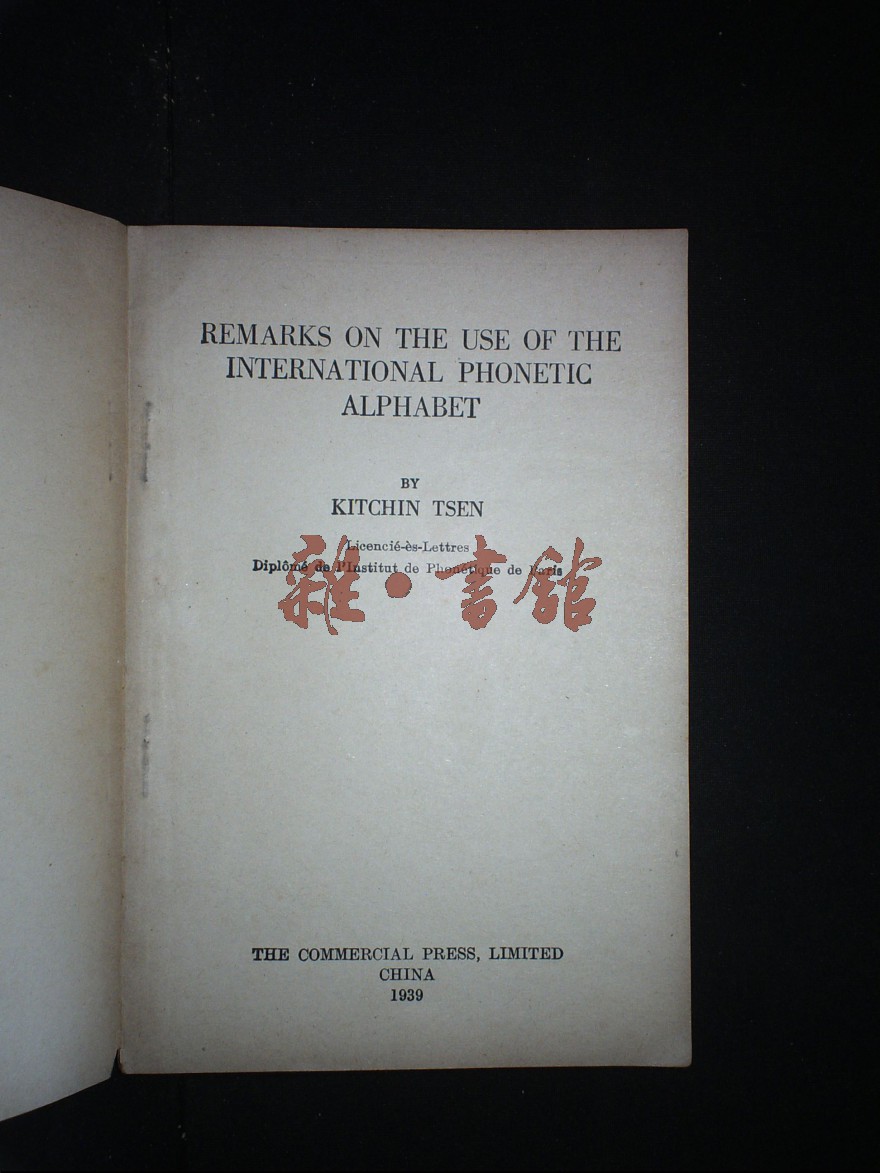 REMARKS ON THE USE OF THE
INTERNATIONAL PHONETIC
ALPHABET
BY
KITCHIN TSEN
Licencié-ès-Lettres
Diplômé de l'Institut de Phonétique de Paris
雜·書館
THE COMMERCIAL PRESS, LIMITED
CHINA
1939